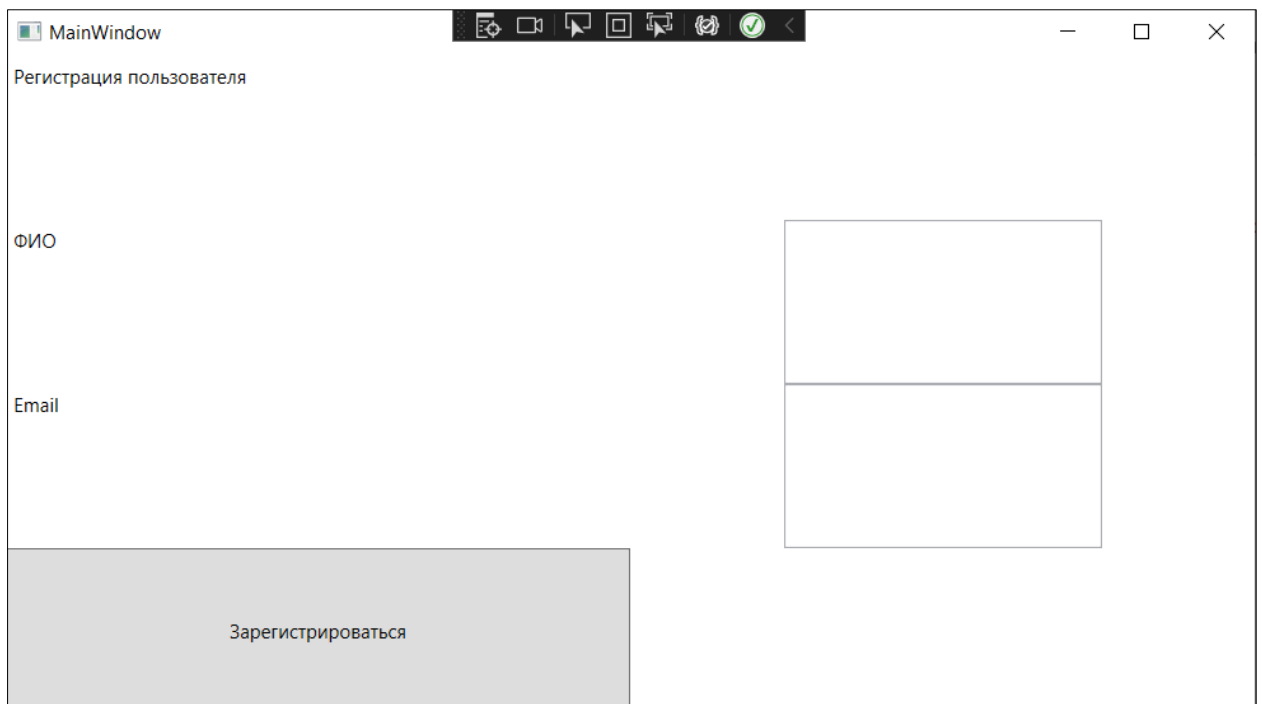 MainWindow
Регистрация пользователя
ФИО
Email
Зарегистрироваться